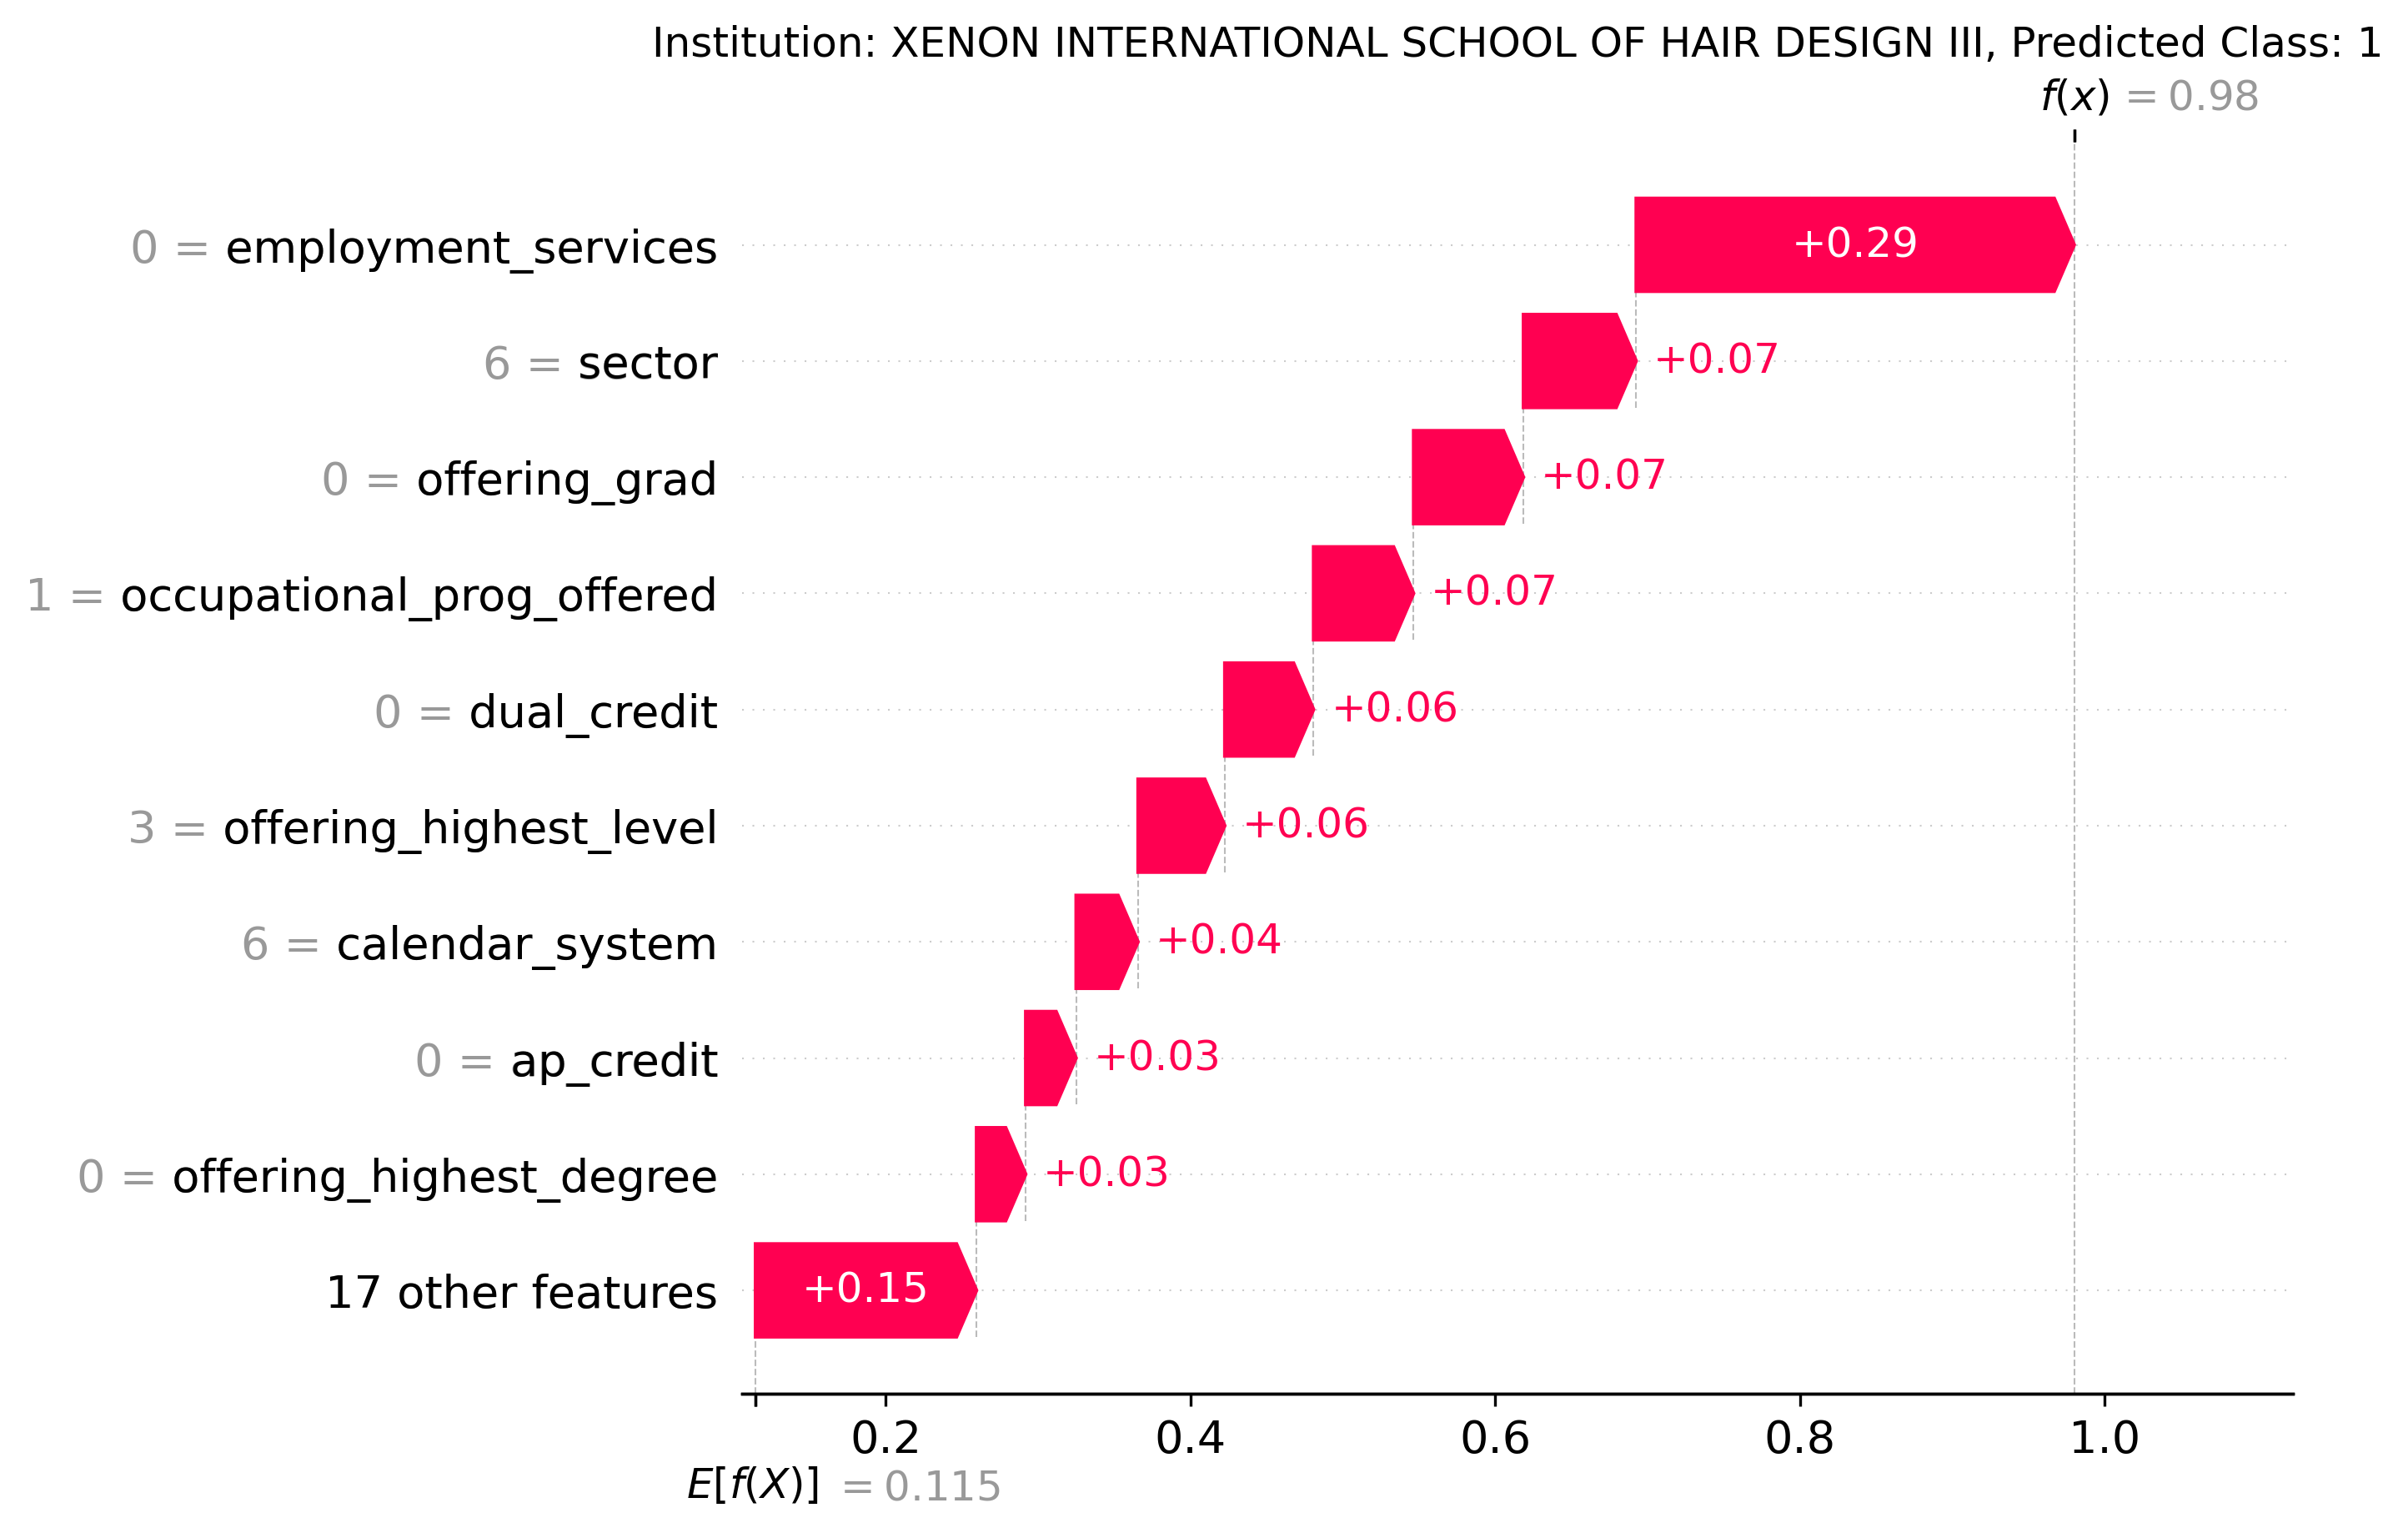 Institution: XENON INTERNATIONAL SCHOOL OF HAIR DESIGN III, Predicted Class: 1
f(x) = 0.98
0 = employment_services +0.29
6 = sector +0.07
0 = offering_grad +0.07
1 = occupational_prog_offered +0.07
0 = dual_credit +0.06
3 = offering_highest_level +0.06
6 = calendar_system +0.04
0 = ap_credit +0.03
0 = offering_highest_degree +0.03
17 other features +0.15
0.2 0.4 0.6 0.8 1.0
E[f(X)] = 0.115